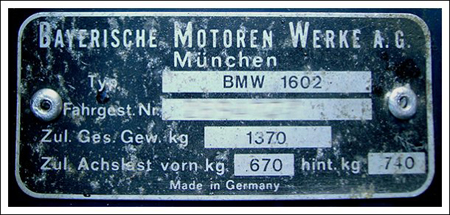 BAYERISCHE MOTOREN WERKE A.G.
München
Typ BMW 1602
Fahrgest. Nr.
Zul. Ges. Gew. kg 1370
Zul. Achslast vorn kg. 670 hint. kg 740
Made in Germany